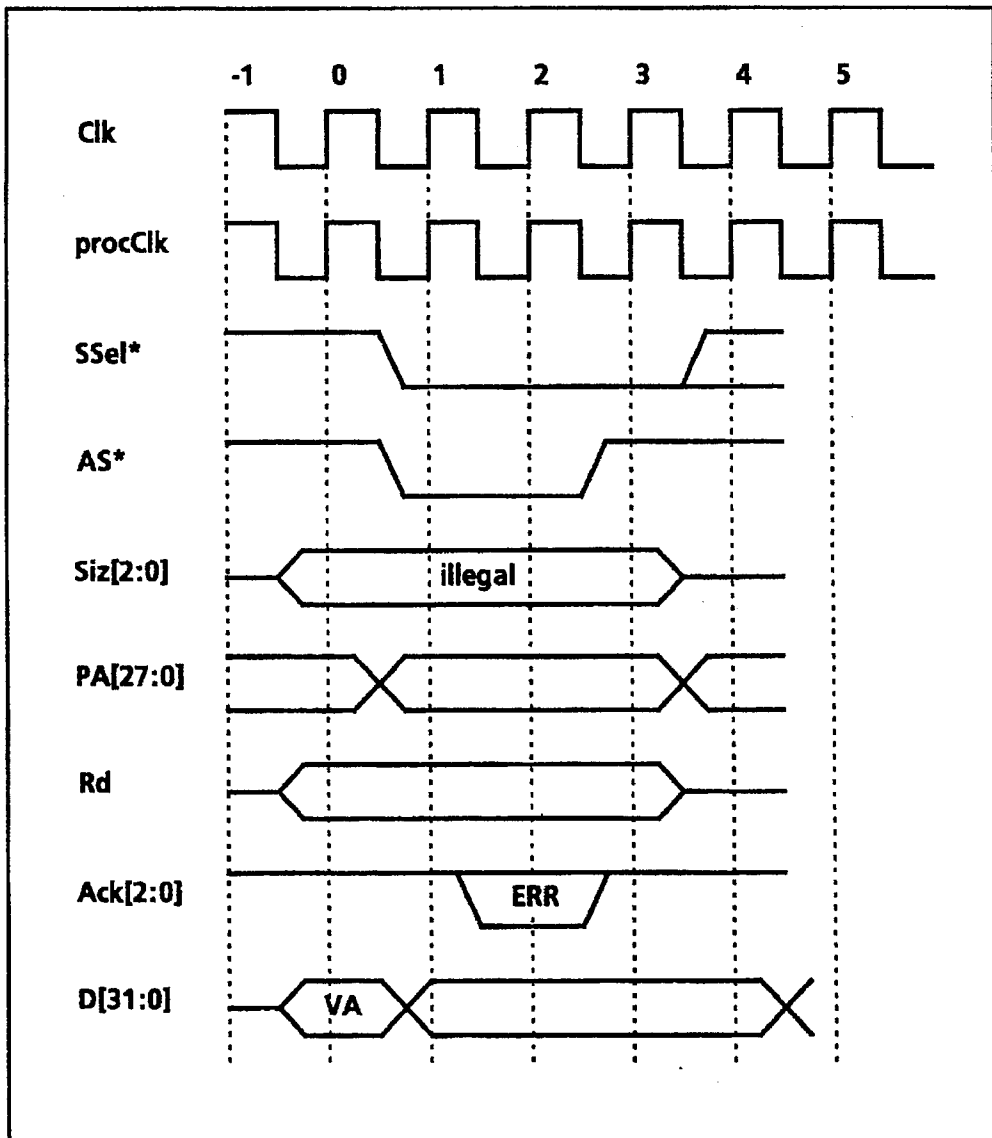 -1 0 1 2 3 4 5
Clk
procClk
SSel*
AS*
Siz[2:0] illegal
PA[27:0]
Rd
Ack[2:0] ERR
D[31:0] VA